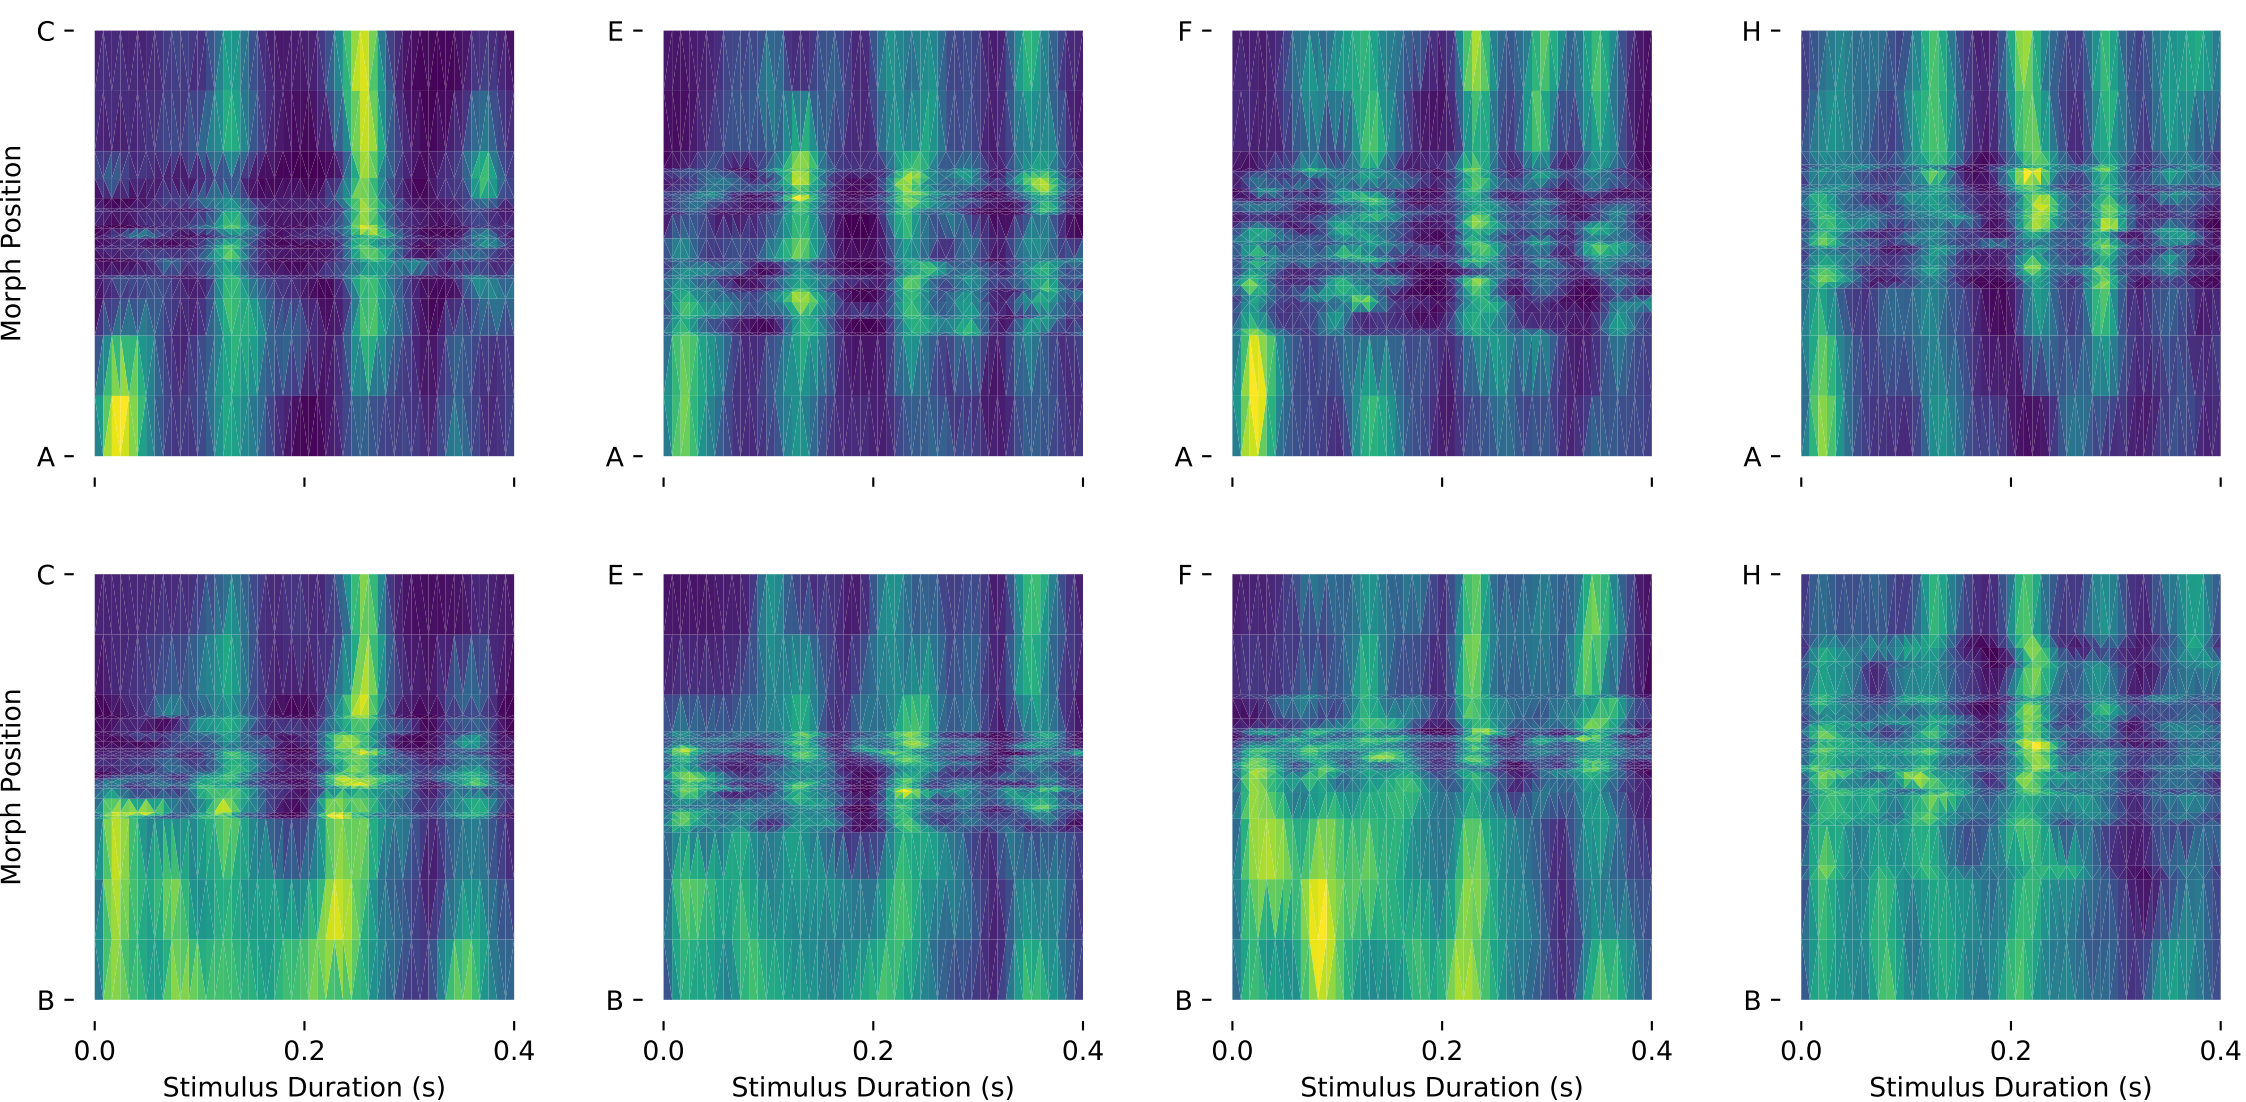 C E F H
Morph Position
A A A A
C E F H
Morph Position
B B B B
0.0 0.2 0.4 0.0 0.2 0.4 0.0 0.2 0.4 0.0 0.2 0.4
Stimulus Duration (s) Stimulus Duration (s) Stimulus Duration (s) Stimulus Duration (s)